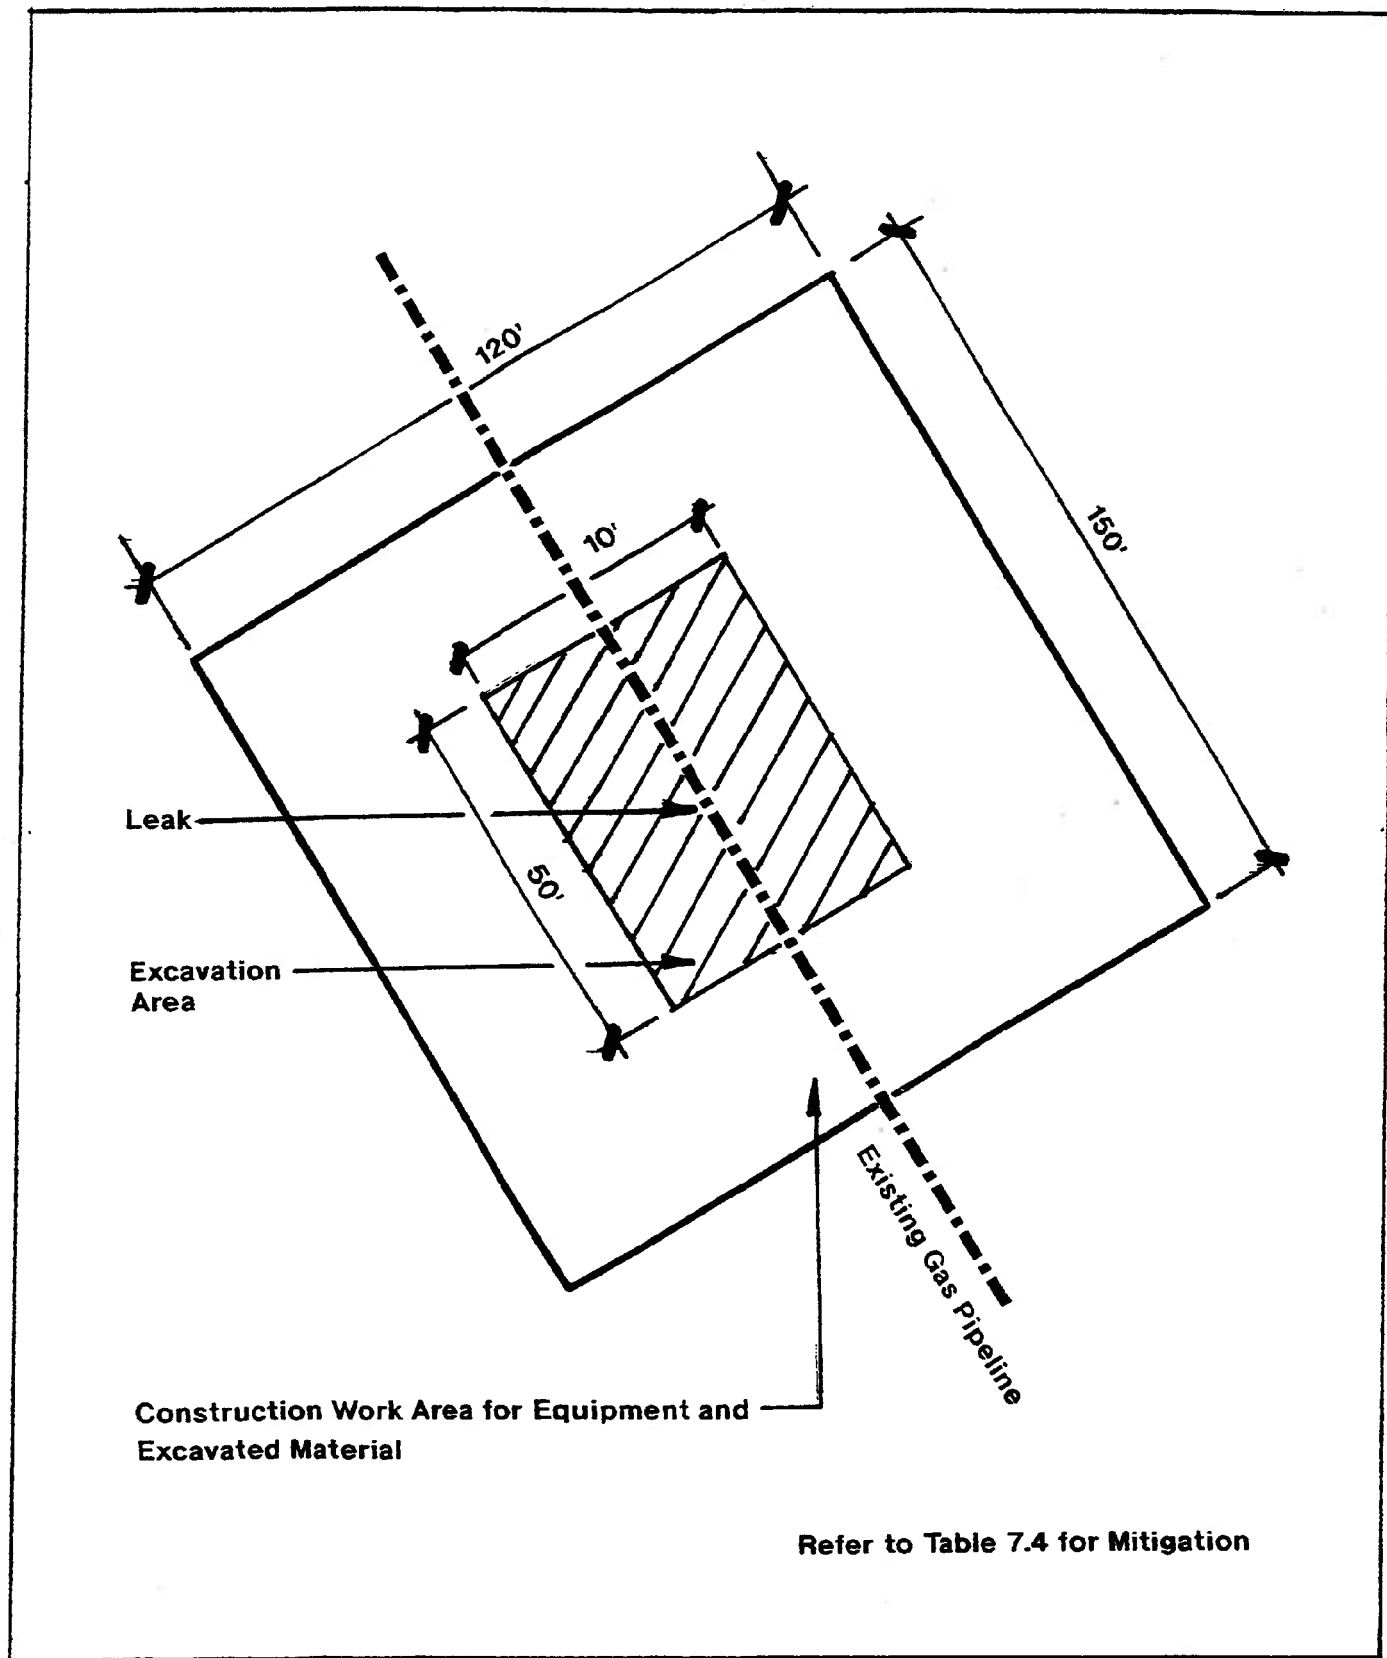 120'
10'
150'
Leak
50'
Excavation
Area
Existing Gas Pipeline
Construction Work Area for Equipment and
Excavated Material
Refer to Table 7.4 for Mitigation